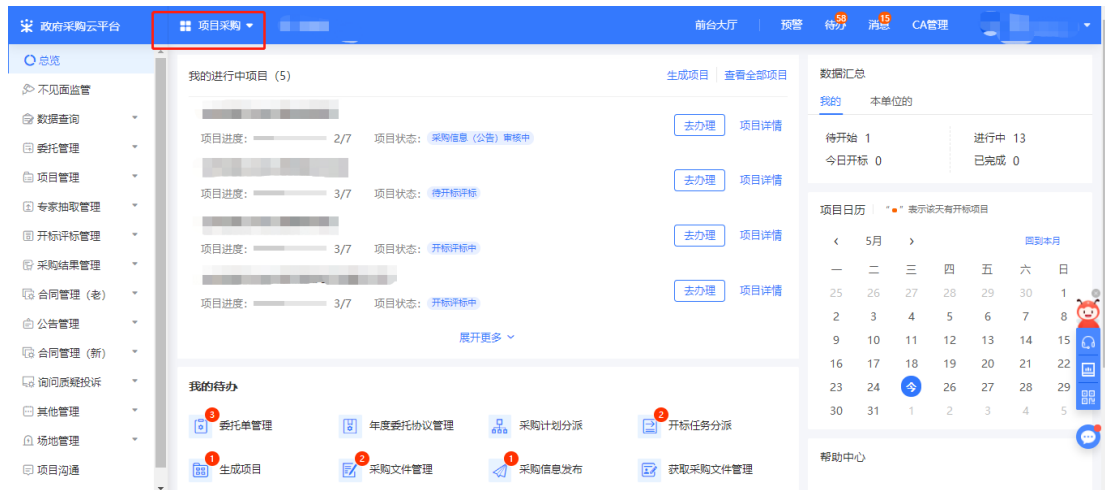 政府采购云平台 项目采购 前台大厅 预警 待办 58 消息 15 CA管理
总览
不见面监管
数据查询
委托管理
项目管理
专家抽取管理
开标评标管理
采购结果管理
合同管理（老）
公告管理
合同管理（新）
询问质疑投诉
其他管理
场地管理
项目沟通
我的进行中项目（5） 生成项目 查看全部项目
项目进度： 2/7 项目状态： 采购信息（公告）审核中 去办理 项目详情
项目进度： 3/7 项目状态： 待开标评标 去办理 项目详情
项目进度： 3/7 项目状态： 开标评标中 去办理 项目详情
项目进度： 3/7 项目状态： 开标评标中 去办理 项目详情
展开更多
我的待办
3 委托单管理 年度委托协议管理 采购计划分派 2 开标任务分派
1 生成项目 2 采购文件管理 1 采购信息发布 获取采购文件管理
数据汇总
我的 本单位的
待开始 1 进行中 13
今日开标 0 已完成 0
项目日历 “●”表示该天有开标项目
‹ 5月 › 回到本月
一 二 三 四 五 六 日
25 26 27 28 29 30 1
2 3 4 5 6 7 8
9 10 11 12 13 14 15
16 17 18 19 20 21 22
23 24 今 26 27 28 29
30 31 1 2 3 4 5
帮助中心